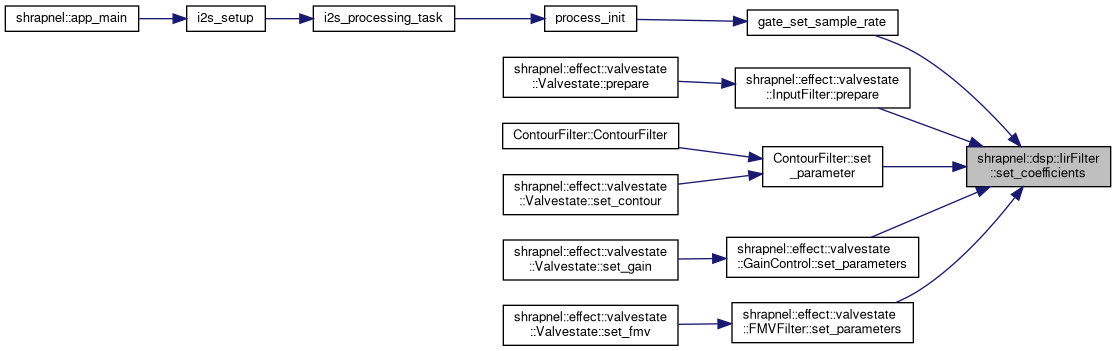 shrapnel::app_main
i2s_setup
i2s_processing_task
process_init
gate_set_sample_rate
shrapnel::effect::valvestate
::Valvestate::prepare
shrapnel::effect::valvestate
::InputFilter::prepare
ContourFilter::ContourFilter
ContourFilter::set
_parameter
shrapnel::dsp::IirFilter
::set_coefficients
shrapnel::effect::valvestate
::Valvestate::set_contour
shrapnel::effect::valvestate
::Valvestate::set_gain
shrapnel::effect::valvestate
::GainControl::set_parameters
shrapnel::effect::valvestate
::Valvestate::set_fmv
shrapnel::effect::valvestate
::FMVFilter::set_parameters